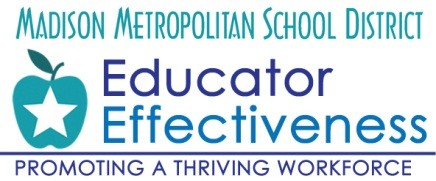 MADISON METROPOLITAN SCHOOL DISTRICT
Educator
Effectiveness
PROMOTING A THRIVING WORKFORCE